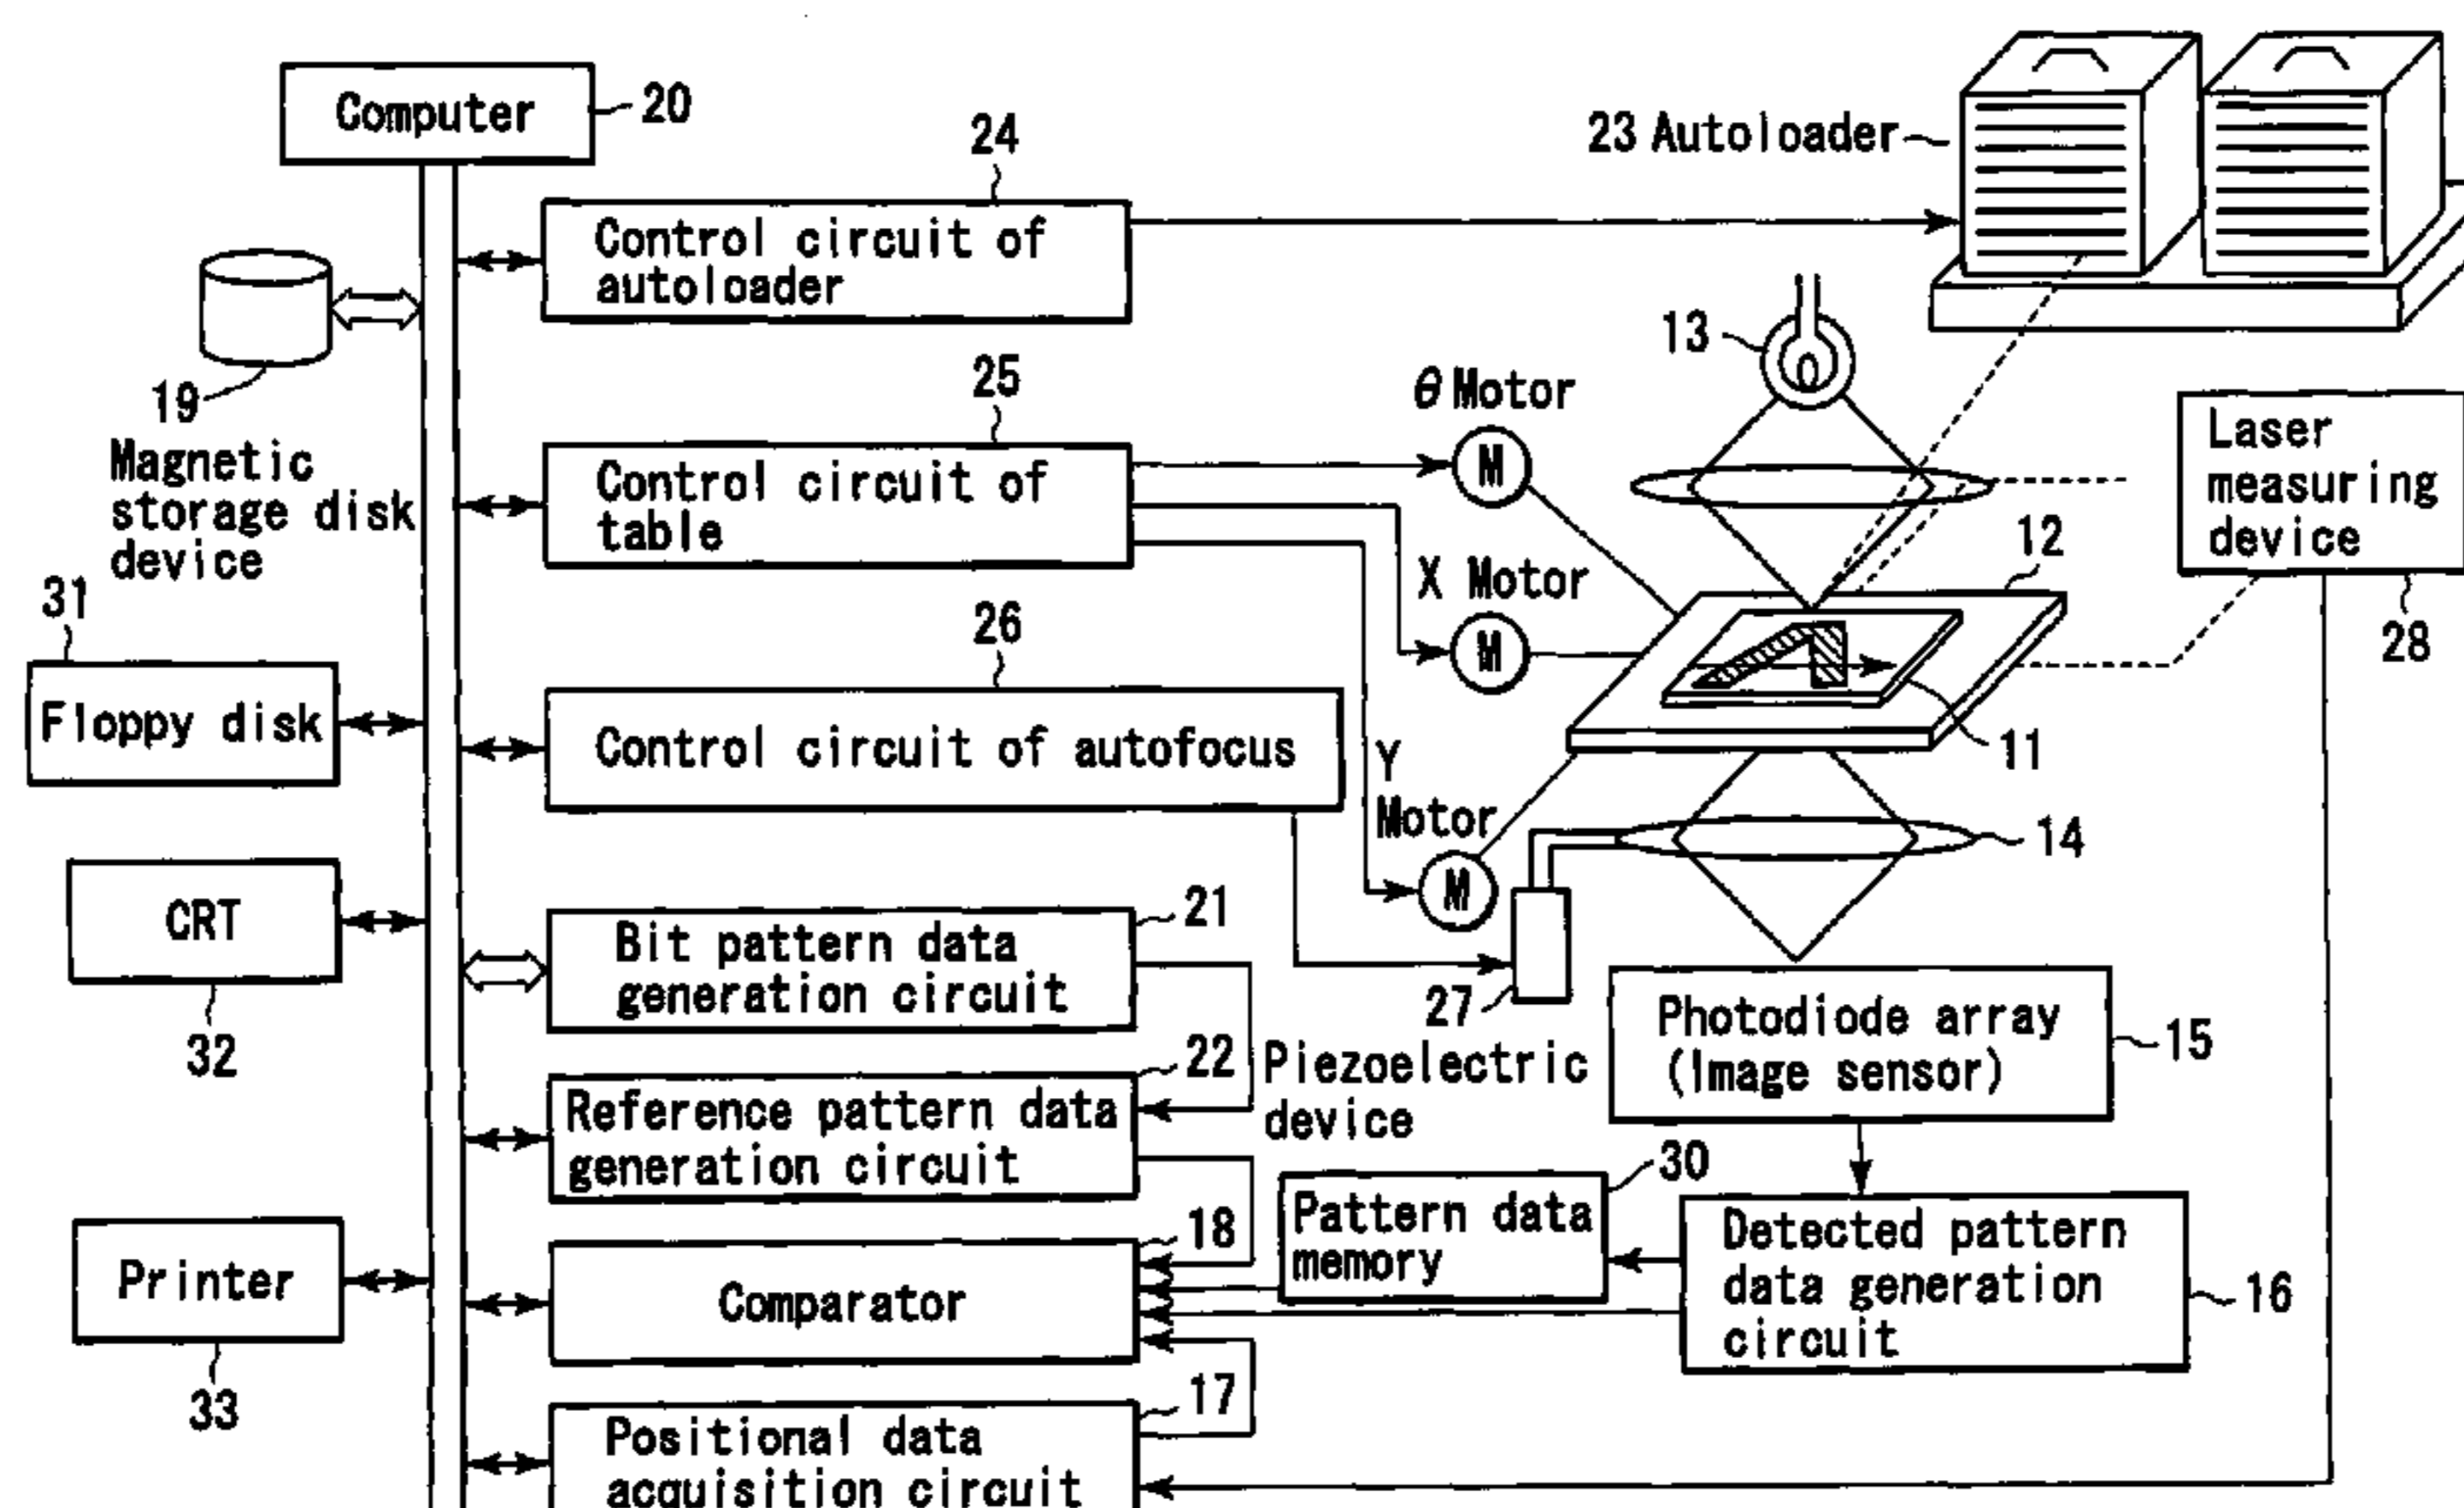 Computer
20
24
23 Autoloader
Control circuit of
autoloader
13
19
Magnetic
storage disk
device
25
θ Motor
M
Laser
measuring
device
28
Control circuit of
table
12
X Motor
M
31
Floppy disk
26
Control circuit of autofocus
11
Y
Motor
M
14
CRT
32
21
Bit pattern data
generation circuit
27
Piezoelectric
device
Photodiode array
(Image sensor)
15
22
Reference pattern data
generation circuit
30
Pattern data
memory
Detected pattern
data generation
circuit
16
Printer
33
18
Comparator
17
Positional data
acquisition circuit